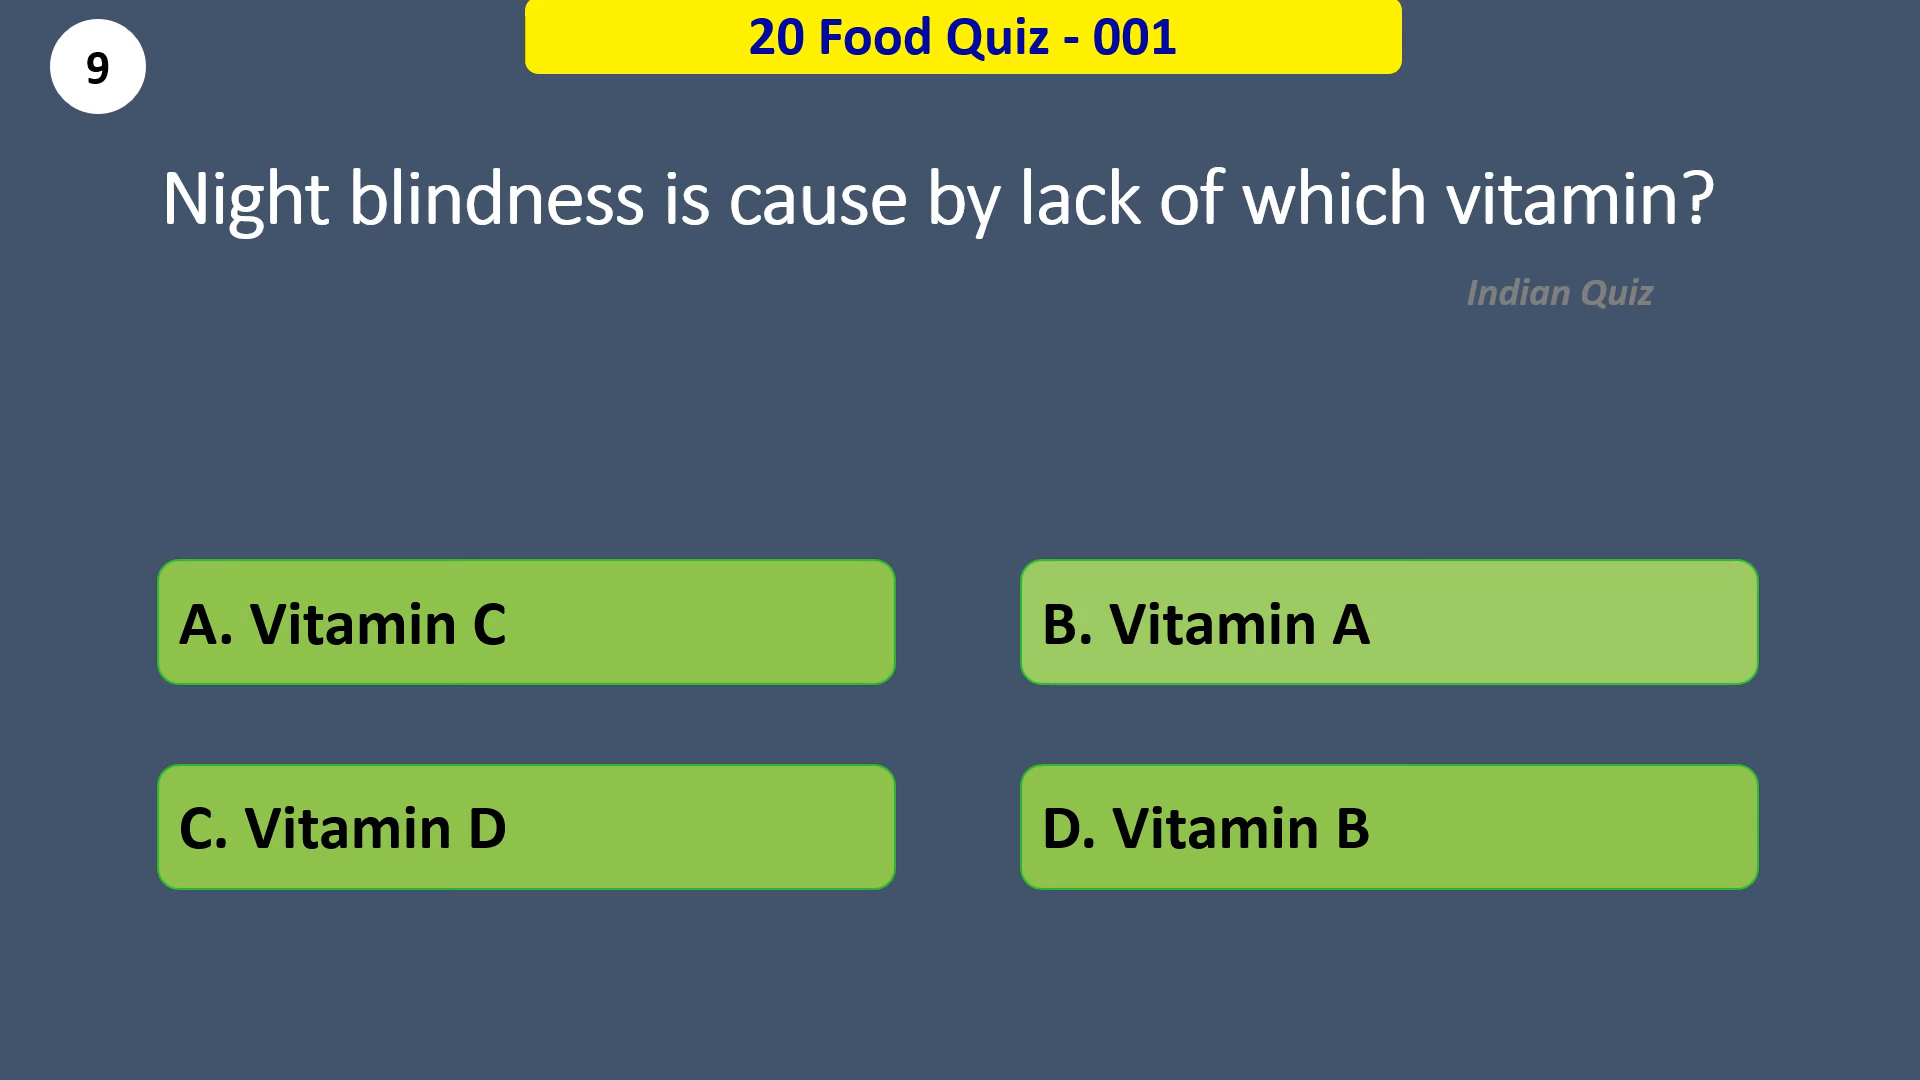 20 Food Quiz - 001
9
Night blindness is cause by lack of which vitamin?
Indian Quiz
A. Vitamin C
B. Vitamin A
C. Vitamin D
D. Vitamin B